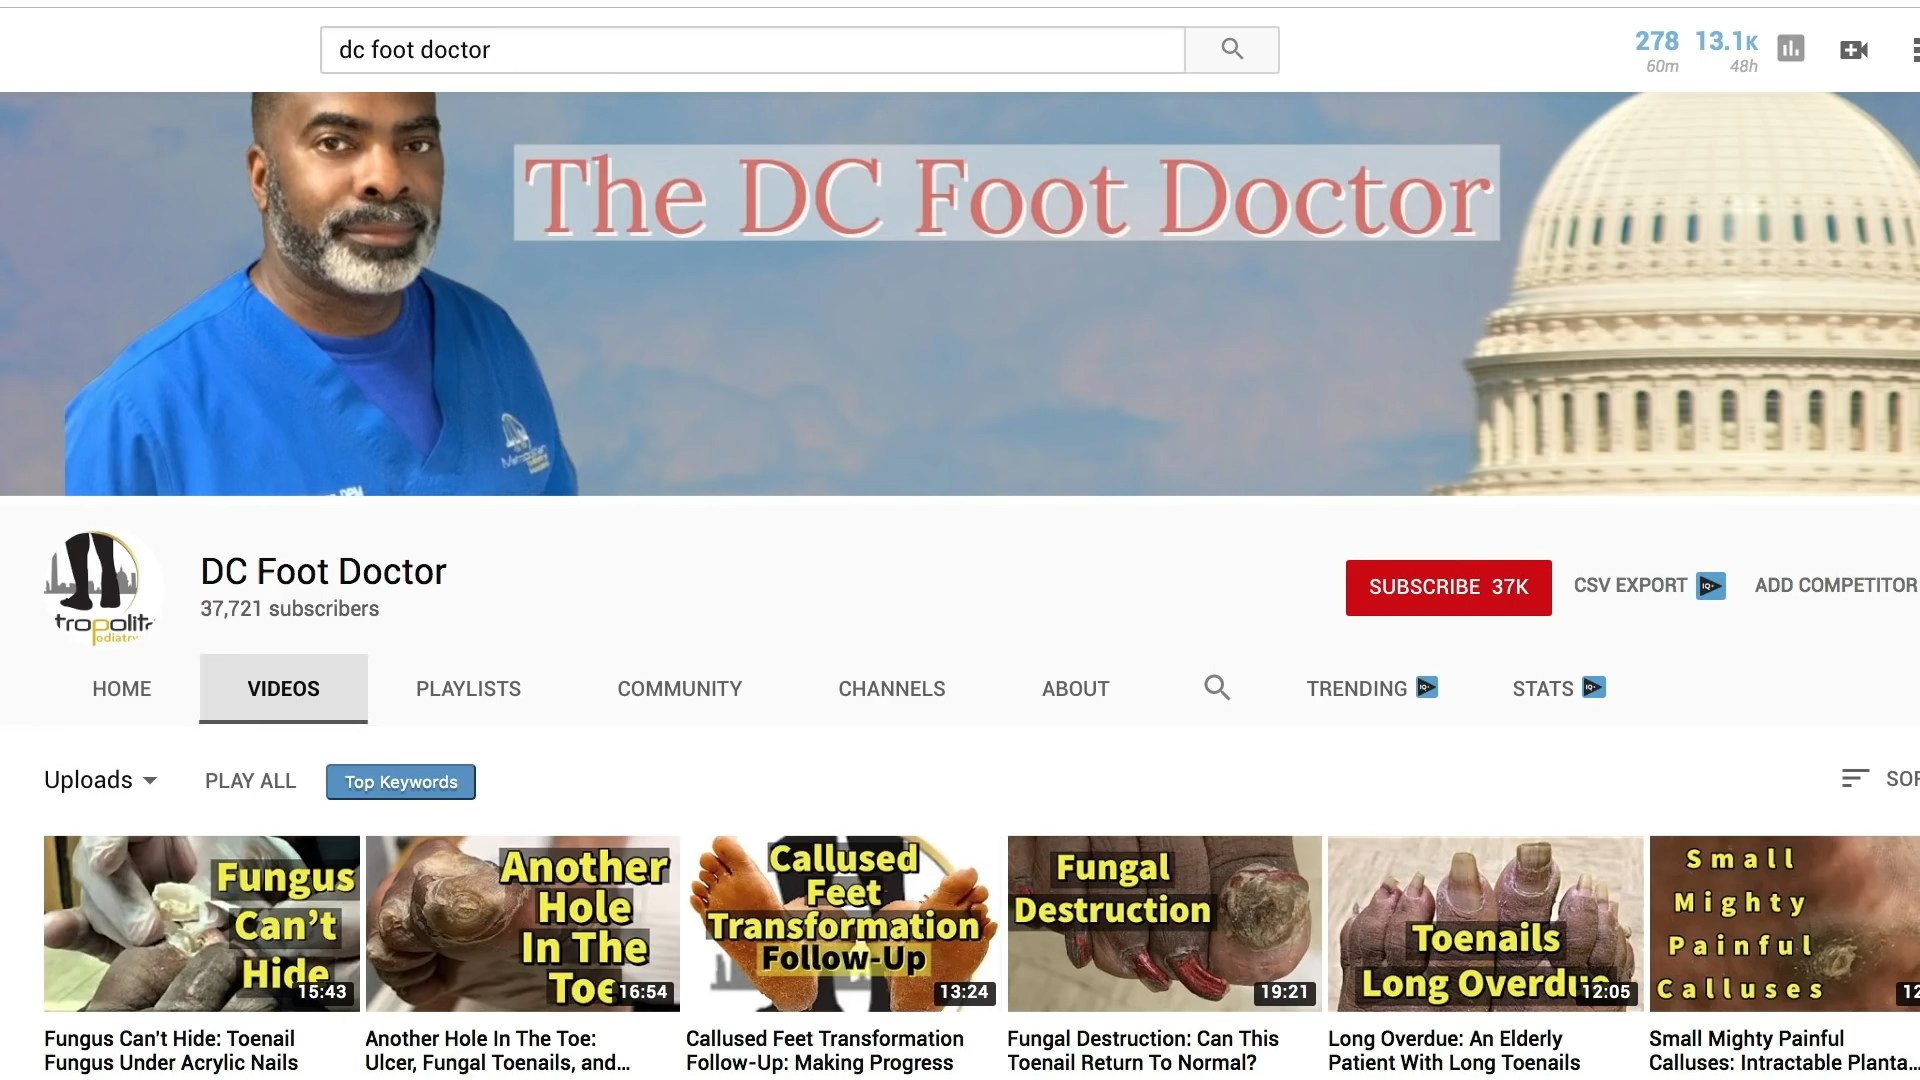 dc foot doctor
278 13.1K
60m 48h
The DC Foot Doctor
DPM
DC Foot Doctor
37,721 subscribers
tropolit
Podiatry
SUBSCRIBE 37K
CSV EXPORT
ADD COMPETITOR
HOME
VIDEOS
PLAYLISTS
COMMUNITY
CHANNELS
ABOUT
TRENDING
STATS
Uploads
PLAY ALL
Top Keywords
SOR
Fungus
Can't
Hide
15:43
Another
Hole
In The
Toe
16:54
Callused
Feet
Transformation
Follow-Up
13:24
Fungal
Destruction
19:21
Toenails
Long Overdue
12:05
Small
Mighty
Painful
Calluses
12
Fungus Can't Hide: Toenail
Fungus Under Acrylic Nails
Another Hole In The Toe:
Ulcer, Fungal Toenails, and...
Callused Feet Transformation
Follow-Up: Making Progress
Fungal Destruction: Can This
Toenail Return To Normal?
Long Overdue: An Elderly
Patient With Long Toenails
Small Mighty Painful
Calluses: Intractable Planta...